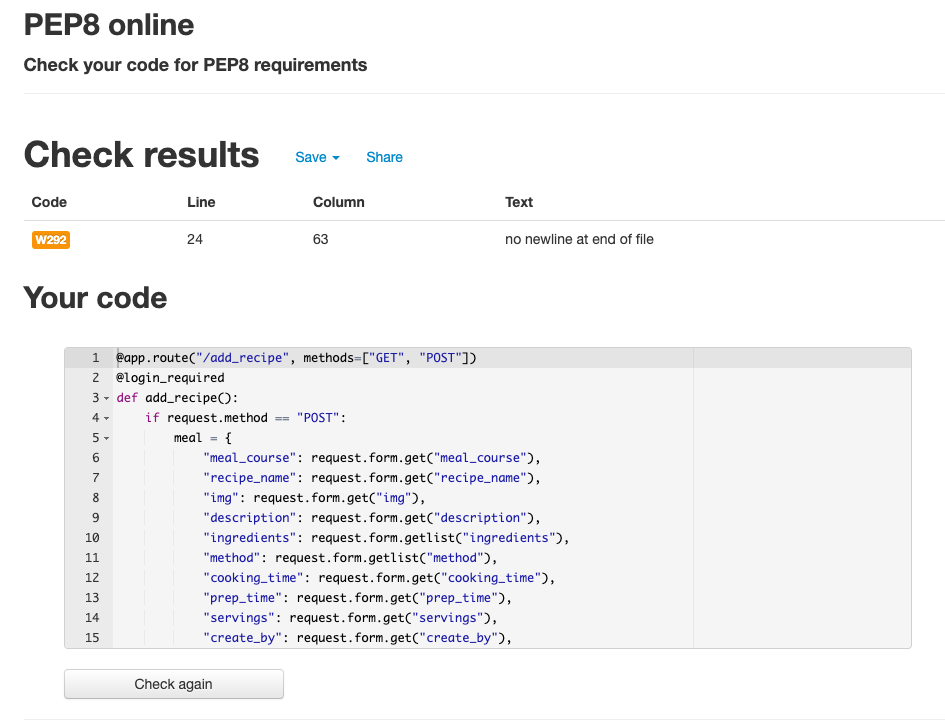 PEP8 online
Check your code for PEP8 requirements
Check results Save Share
Code Line Column Text
W292 24 63 no newline at end of file
Your code
1 @app.route("/add_recipe", methods=["GET", "POST"])
2 @login_required
3 def add_recipe():
4 if request.method == "POST":
5 meal = {
6 "meal_course": request.form.get("meal_course"),
7 "recipe_name": request.form.get("recipe_name"),
8 "img": request.form.get("img"),
9 "description": request.form.get("description"),
10 "ingredients": request.form.getlist("ingredients"),
11 "method": request.form.getlist("method"),
12 "cooking_time": request.form.get("cooking_time"),
13 "prep_time": request.form.get("prep_time"),
14 "servings": request.form.get("servings"),
15 "create_by": request.form.get("create_by"),
Check again